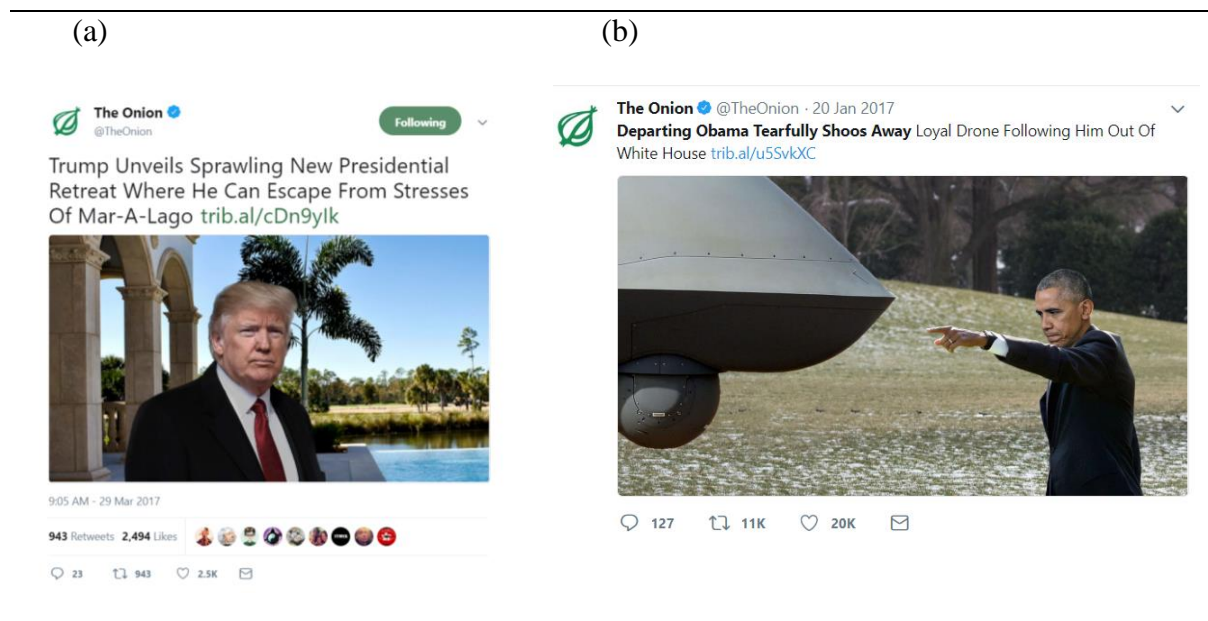 (a)
(b)
The Onion
@TheOnion
Following
Trump Unveils Sprawling New Presidential
Retreat Where He Can Escape From Stresses
Of Mar-A-Lago trib.al/cDn9yIk
9:05 AM - 29 Mar 2017
943 Retweets 2,494 Likes
23 943 2.5K
The Onion @TheOnion · 20 Jan 2017
Departing Obama Tearfully Shoos Away Loyal Drone Following Him Out Of
White House trib.al/u5SvkXC
127 11K 20K